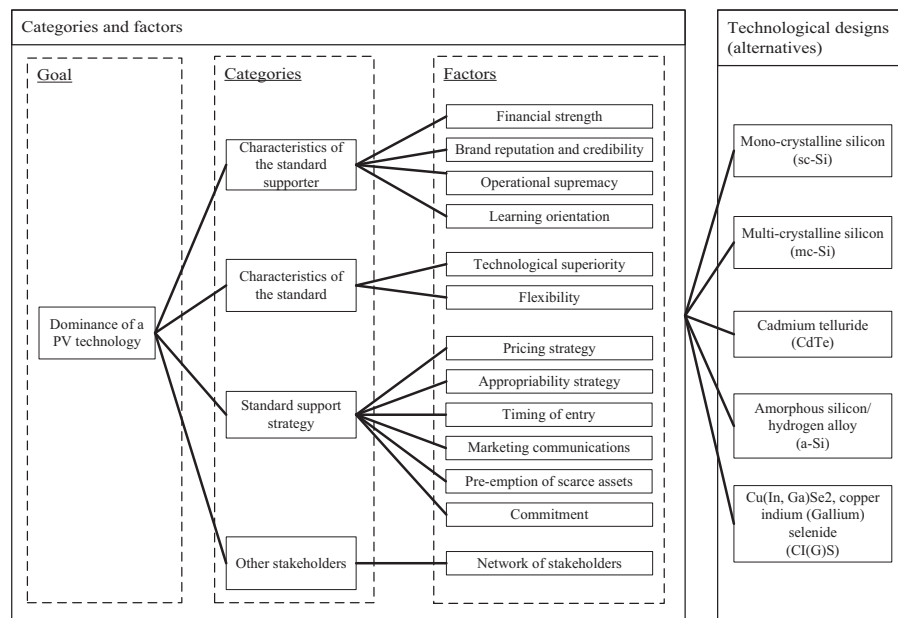 Categories and factors
Goal
Dominance of a
PV technology
Categories
Characteristics of
the standard
supporter
Characteristics of
the standard
Standard support
strategy
Other stakeholders
Factors
Financial strength
Brand reputation and credibility
Operational supremacy
Learning orientation
Technological superiority
Flexibility
Pricing strategy
Appropriability strategy
Timing of entry
Marketing communications
Pre-emption of scarce assets
Commitment
Network of stakeholders
Technological designs
(alternatives)
Mono-crystalline silicon
(sc-Si)
Multi-crystalline silicon
(mc-Si)
Cadmium telluride
(CdTe)
Amorphous silicon/
hydrogen alloy
(a-Si)
Cu(In, Ga)Se2, copper
indium (Gallium)
selenide
(CI(G)S)